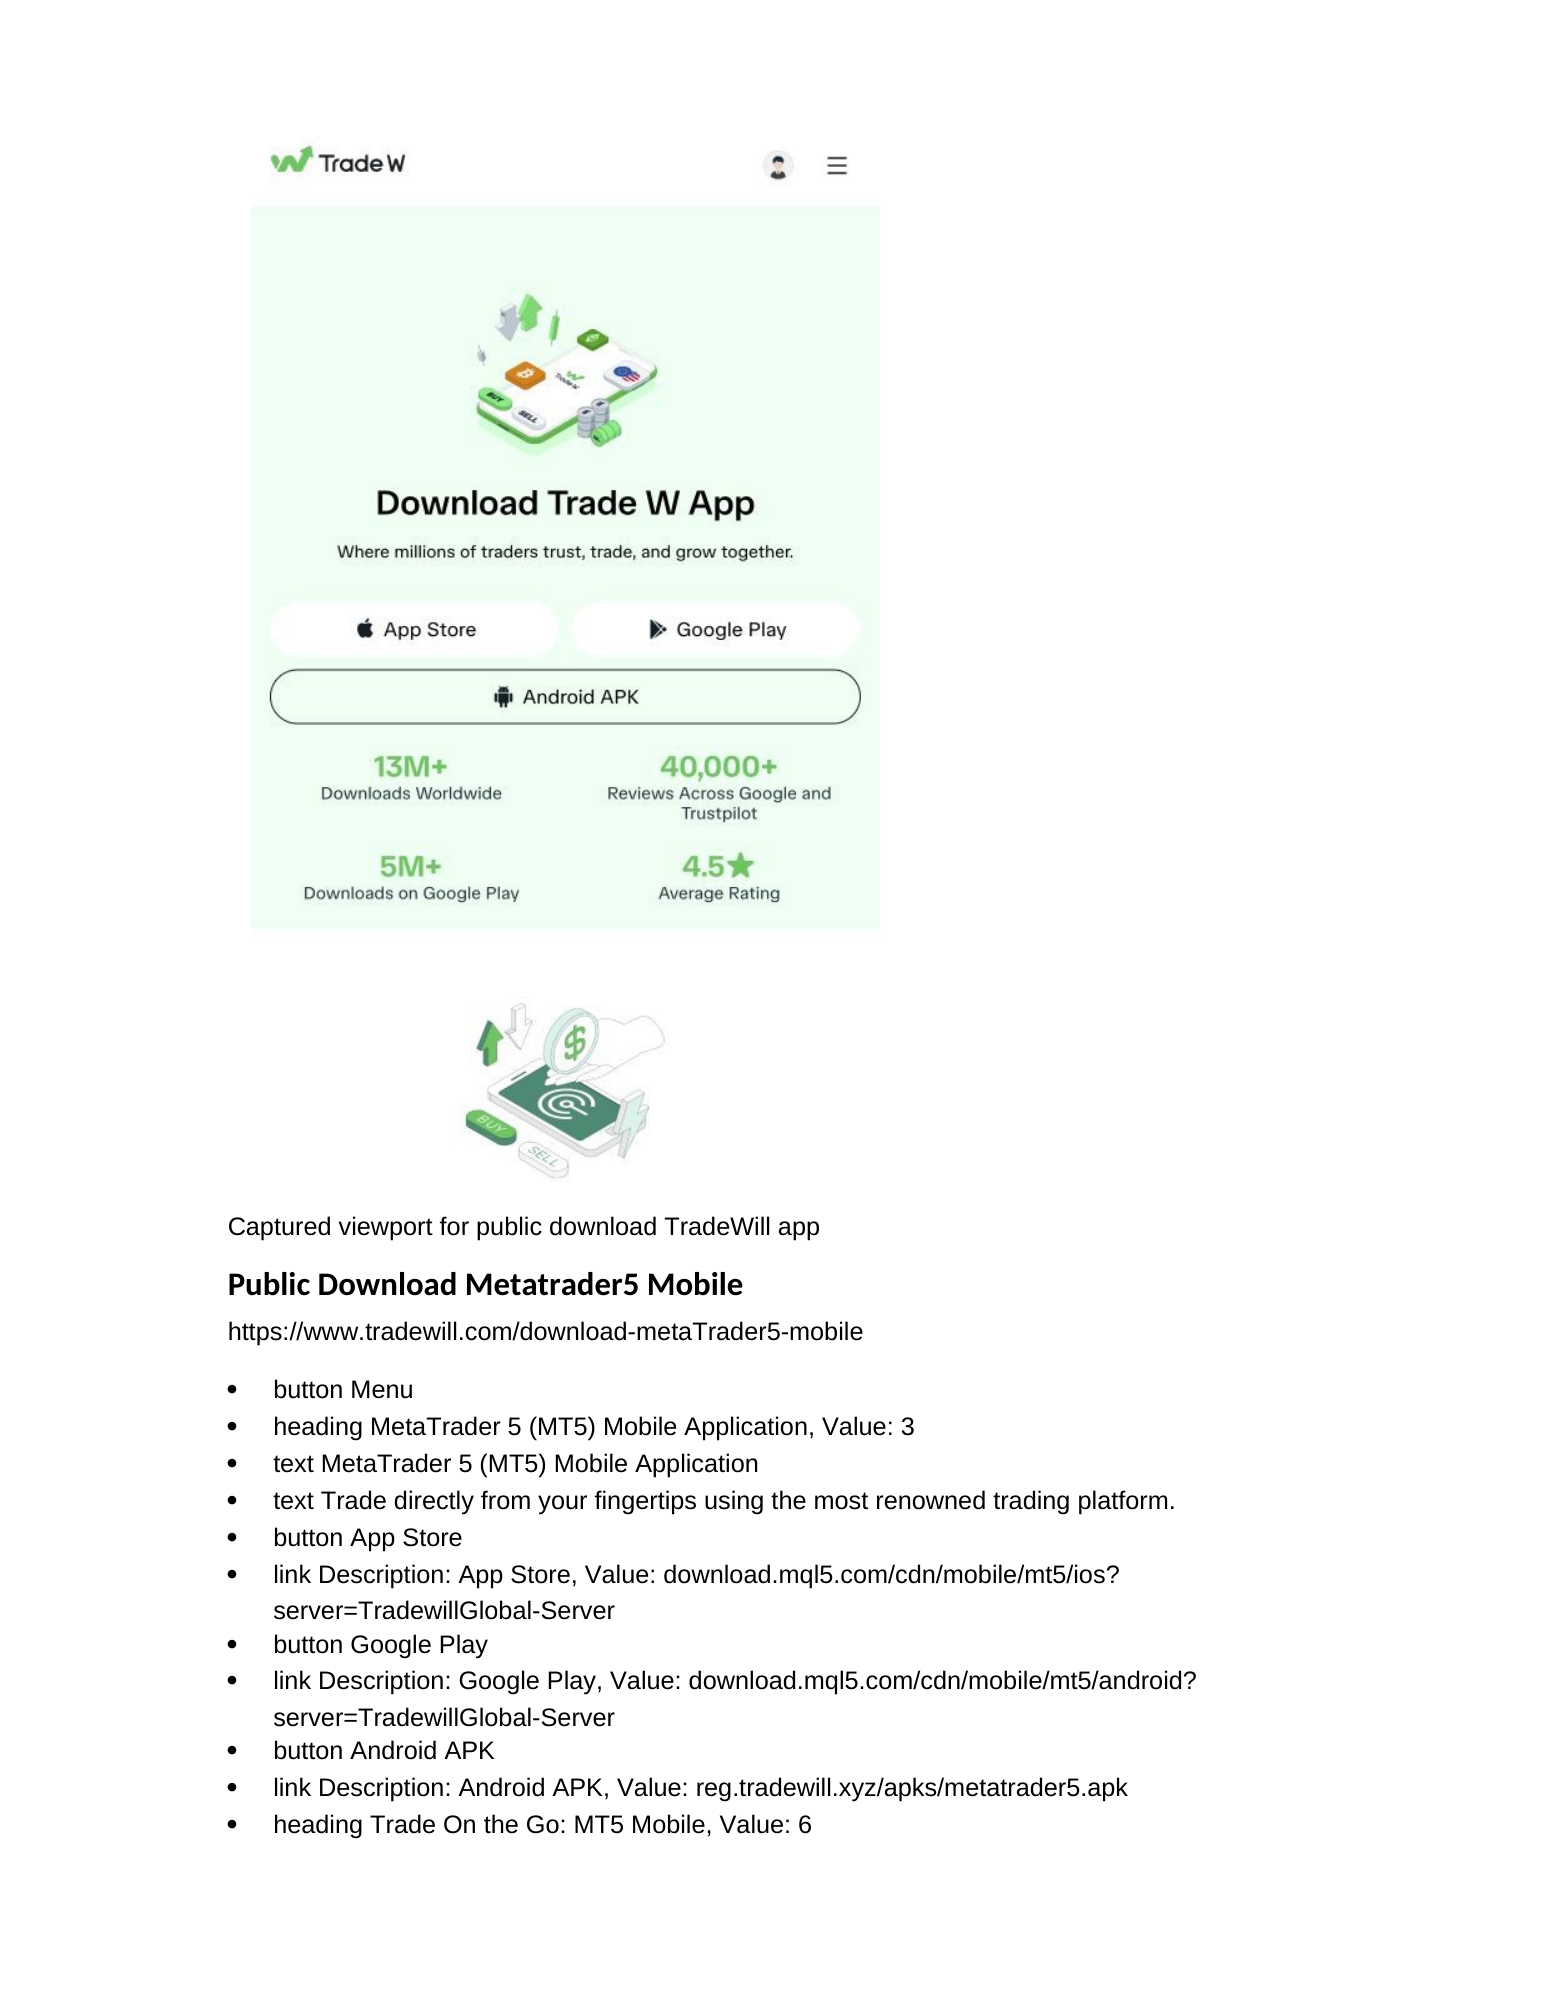 Trade W
BUY
SELL
Trade W
Download Trade W App
Where millions of traders trust, trade, and grow together.
App Store
Google Play
Android APK
13M+
40,000+
Downloads Worldwide
Reviews Across Google and
Trustpilot
5M+
4.5★
Downloads on Google Play
Average Rating
$
BUY
SELL
Captured viewport for public download TradeWill app
Public Download Metatrader5 Mobile
https://www.tradewill.com/download-metaTrader5-mobile
• button Menu
• heading MetaTrader 5 (MT5) Mobile Application, Value: 3
• text MetaTrader 5 (MT5) Mobile Application
• text Trade directly from your fingertips using the most renowned trading platform.
• button App Store
• link Description: App Store, Value: download.mql5.com/cdn/mobile/mt5/ios?
server=TradewillGlobal-Server
• button Google Play
• link Description: Google Play, Value: download.mql5.com/cdn/mobile/mt5/android?
server=TradewillGlobal-Server
• button Android APK
• link Description: Android APK, Value: reg.tradewill.xyz/apks/metatrader5.apk
• heading Trade On the Go: MT5 Mobile, Value: 6